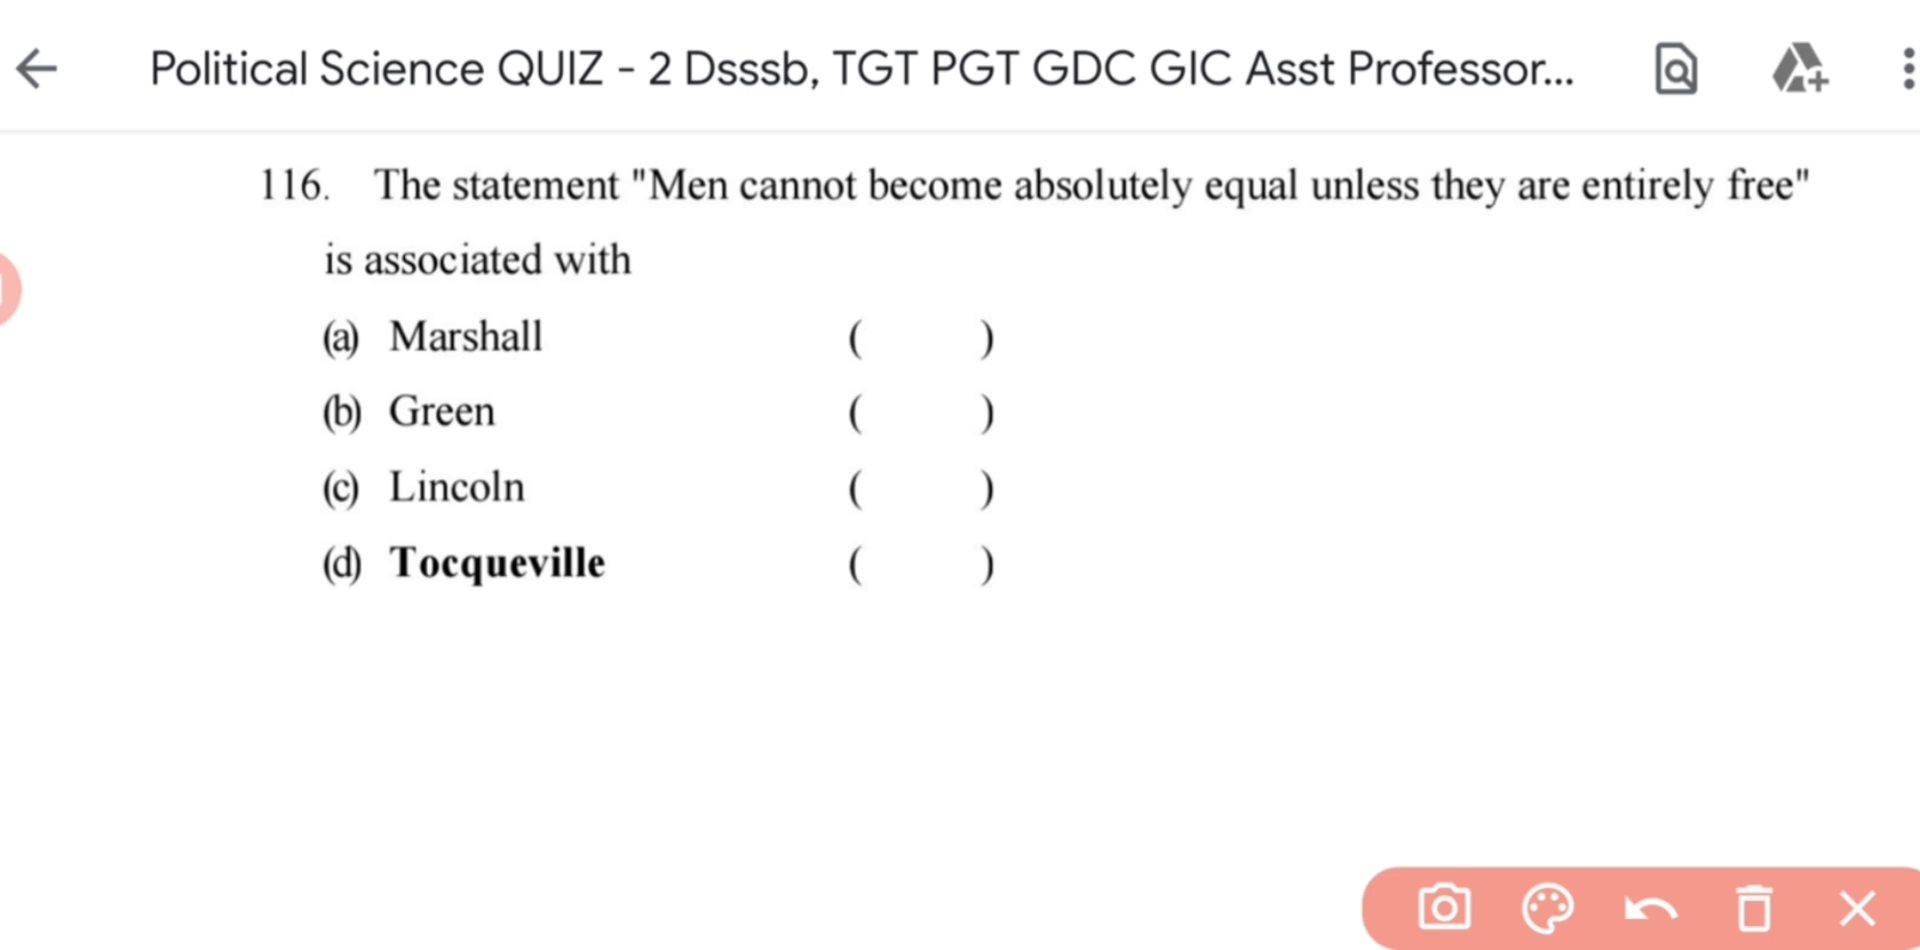 Political Science QUIZ - 2 Dsssb, TGT PGT GDC GIC Asst Professor...
116. The statement "Men cannot become absolutely equal unless they are entirely free"
is associated with
(a) Marshall ( )
(b) Green ( )
(c) Lincoln ( )
(d) Tocqueville ( )